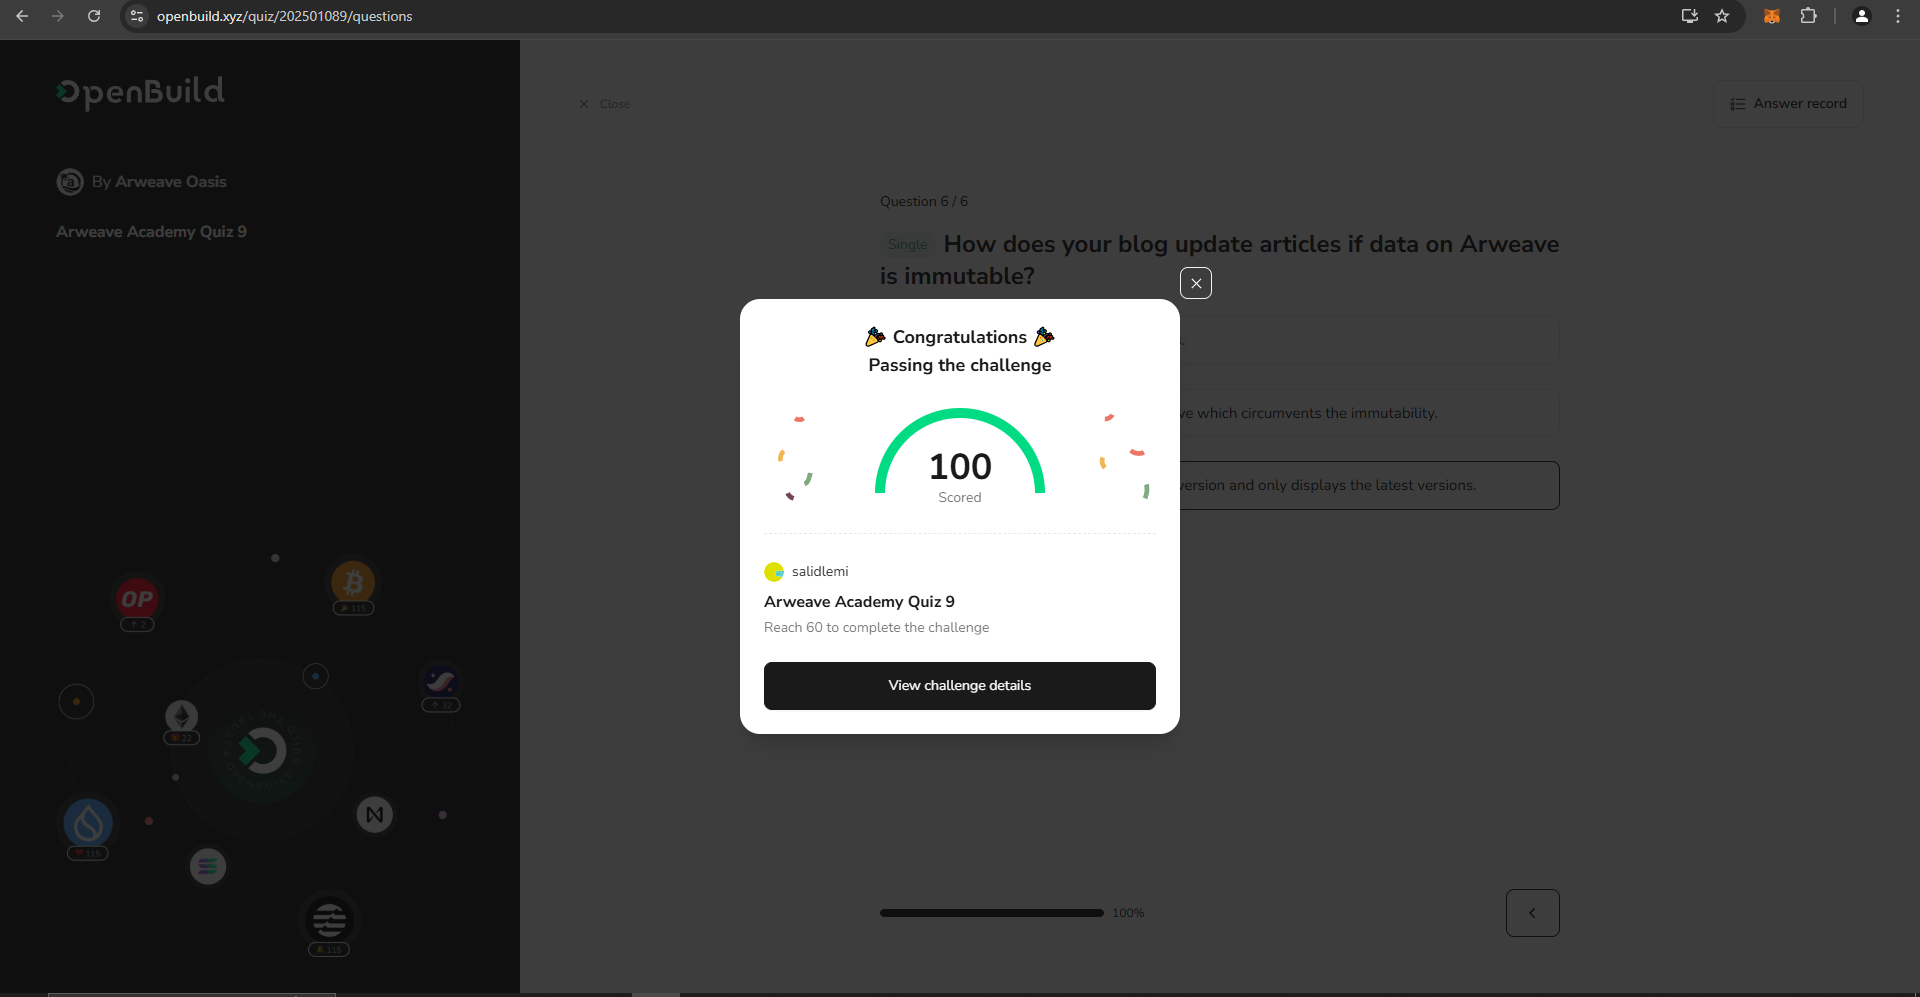 openbuild.xyz/quiz/202501089/questions
OpenBuild
By Arweave Oasis
Arweave Academy Quiz 9
OP
2
115
37
22
115
115
Close
Answer record
Question 6 / 6
Single How does your blog update articles if data on Arweave
is immutable?
which circumvents the immutability.
version and only displays the latest versions.
Congratulations
Passing the challenge
100
Scored
salidlemi
Arweave Academy Quiz 9
Reach 60 to complete the challenge
View challenge details
100%